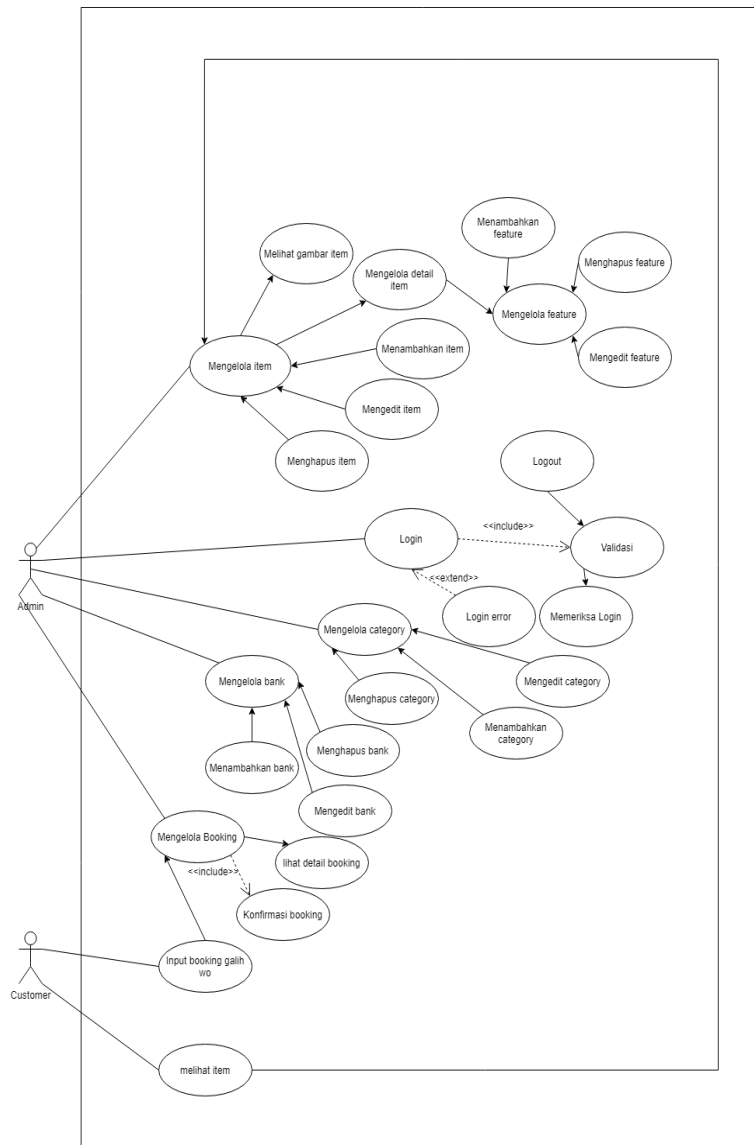 Menambahkan
feature
Melihat gambar item
Menghapus feature
Mengelola detail
item
Mengelola feature
Menambahkan item
Mengedit feature
Mengelola item
Mengedit item
Menghapus item
Logout
<<include>>
Login
Validasi
<<extend>>
Admin
Login error
Memeriksa Login
Mengelola category
Mengelola bank
Mengedit category
Menghapus category
Menambahkan
category
Menghapus bank
Menambahkan bank
Mengedit bank
Mengelola Booking
lihat detail booking
<<include>>
Konfirmasi booking
Input booking galih
wo
Customer
melihat item